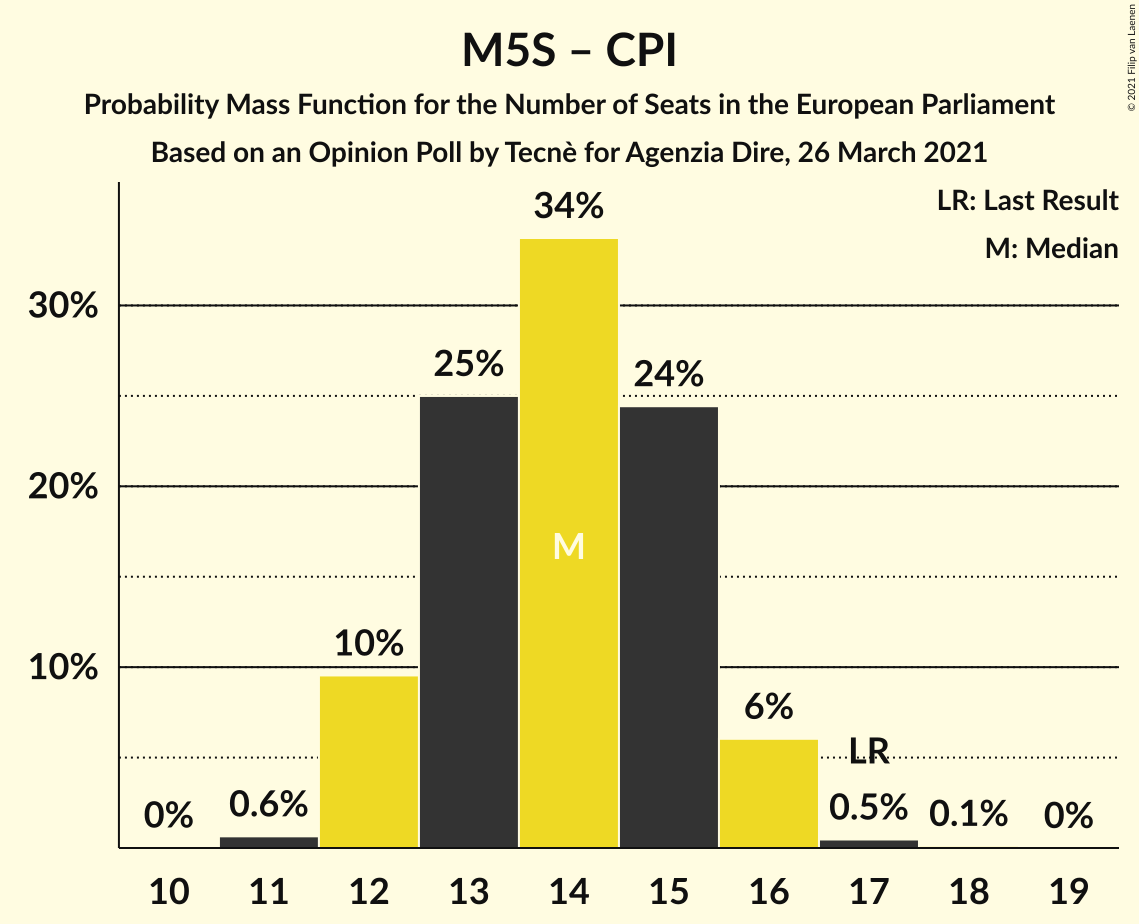 M5S – CPI
Probability Mass Function for the Number of Seats in the European Parliament
Based on an Opinion Poll by Tecnè for Agenzia Dire, 26 March 2021
© 2021 Filip van Laenen
LR: Last Result
M: Median
34%
30%
25%
24%
20%
M
10%
10%
6%
LR
0%
0.6%
0.5%
0.1%
0%
10 11 12 13 14 15 16 17 18 19